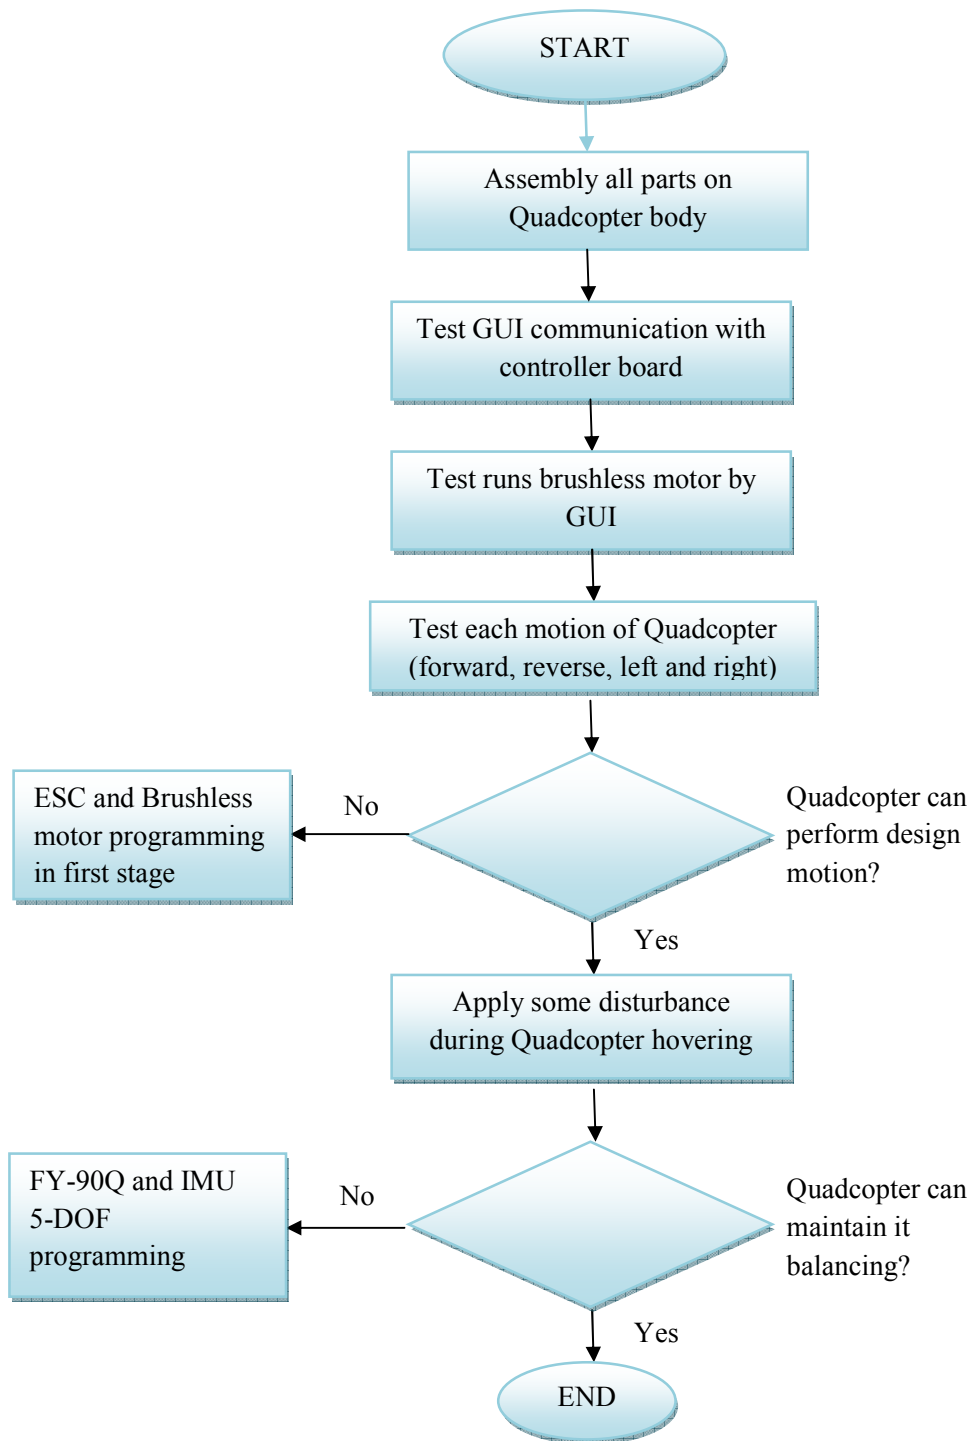 START
Assembly all parts on
Quadcopter body
Test GUI communication with
controller board
Test runs brushless motor by
GUI
Test each motion of Quadcopter
(forward, reverse, left and right)
ESC and Brushless
motor programming
in first stage
No
Quadcopter can
perform design
motion?
Yes
Apply some disturbance
during Quadcopter hovering
FY-90Q and IMU
5-DOF
programming
No
Quadcopter can
maintain it
balancing?
Yes
END